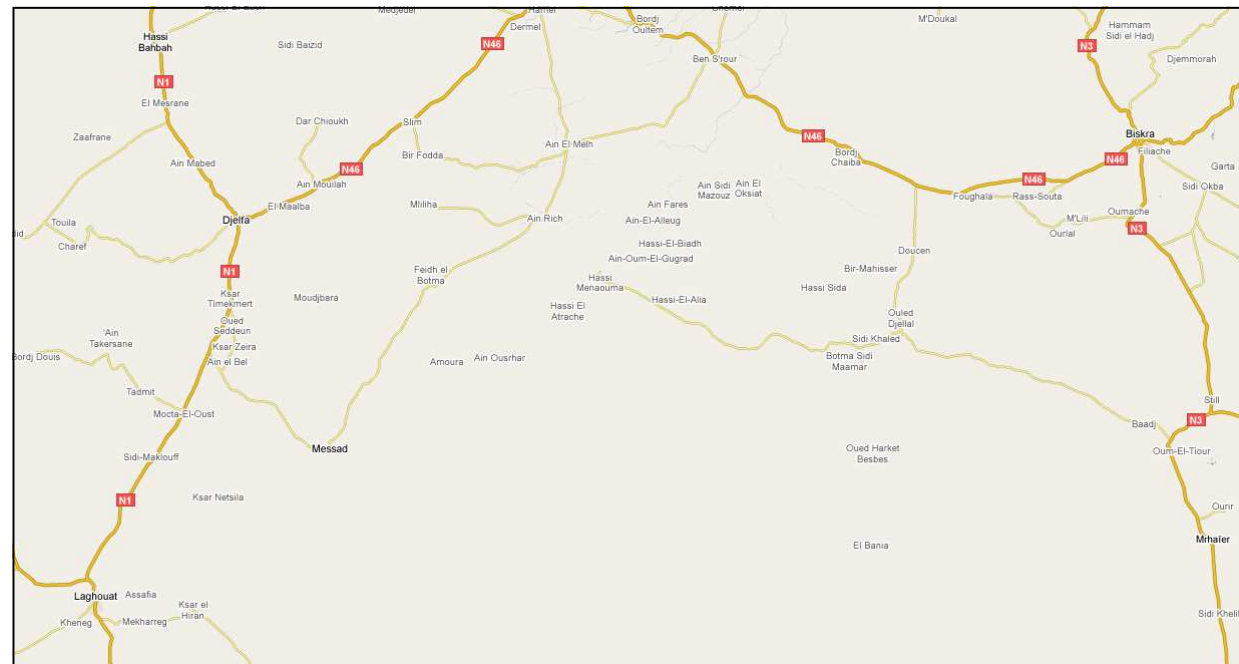 Medjedel
Dermel
Bordj
Oultem
M'Doukal
Hammam
Sidi el Hadj
Hassi
Bahbah
Sidi Baizid
N46
N3
Ben S'rour
Djemmorah
N1
El Mesrane
Zaafrane
Dar Chioukh
Slim
Ain El Melh
N46
Biskra
Filiache
Ain Mabed
Bir Fodda
N46
Bordj
Chaiba
N46
Garta
Ain Mouilah
Ain Sidi
Mazouz
Ain El
Oksiat
N46
Sidi Okba
El Maalba
Mliliha
Ain Fares
Foughala
Rass-Souta
Touila
Djelfa
Ain Rich
Ain-El-Alleug
M'Lili
Oumache
N3
Ourlal
Charef
Hassi-El-Biadh
Doucen
Ain-Oum-El-Gugrad
N1
Feidh el
Botma
Hassi
Menaouma
Bir-Mahisser
Hassi Sida
Ksar
Timekmert
Moudjbara
Hassi El
Atrache
Hassi-El-Alia
Oued
Seddeun
Ouled
Djellal
'Ain
Takersane
Ksar Zeira
Sidi Khaled
Bordj Douis
Ain el Bel
Amoura
Ain Ousrhar
Botma Sidi
Maamar
Tadmit
Mocta-El-Oust
Still
N3
Baadj
Messad
Sidi-Maklouff
Oued Harket
Besbes
Oum-El-Tiour
N1
Ksar Netsila
Ourir
El Bania
Mrhaïer
Laghouat
Assafia
Ksar el
Hiran
Kheneg
Mekharreg
Sidi Khelil